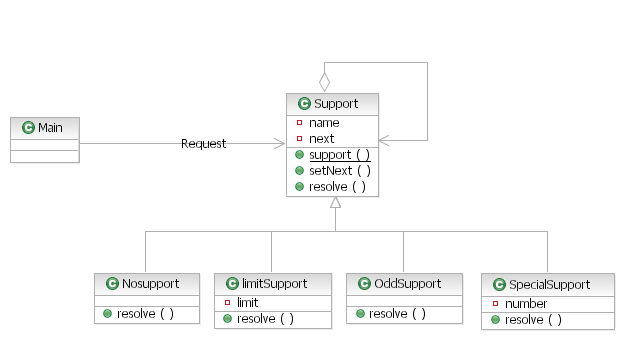 C Support
name
next
support ( )
setNext ( )
resolve ( )
C Main
Request
C Nosupport
resolve ( )
C limitSupport
limit
resolve ( )
C OddSupport
resolve ( )
C SpecialSupport
number
resolve ( )